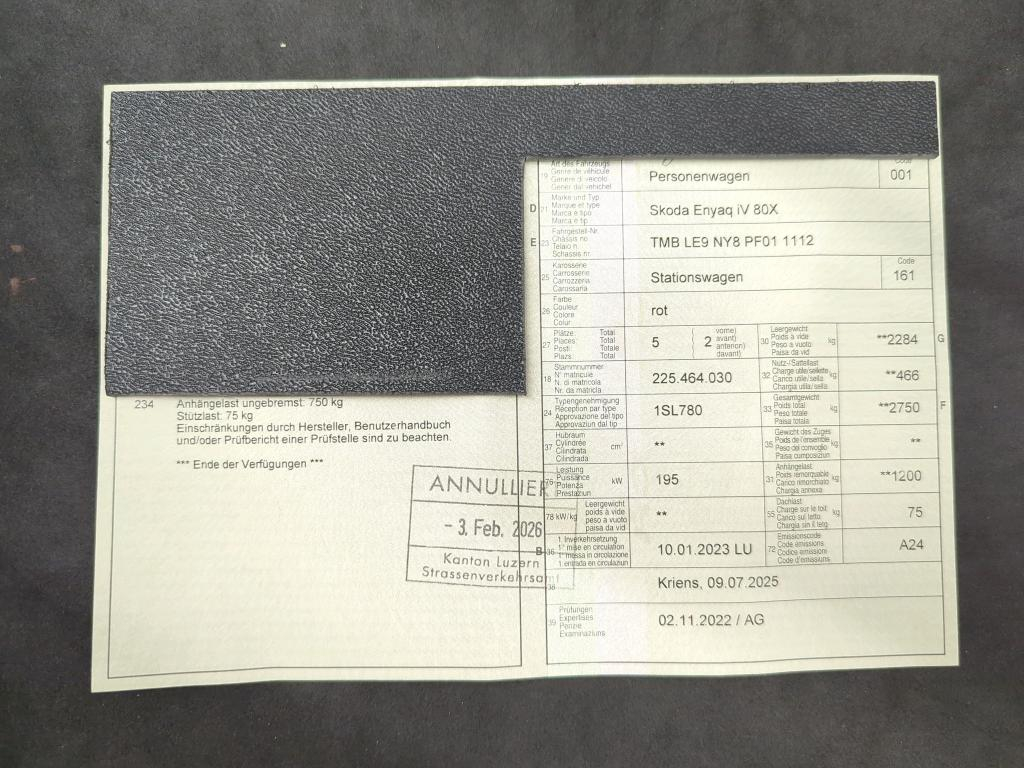 234 Anhängelast ungebremst: 750 kg
Stützlast: 75 kg
Einschränkungen durch Hersteller, Benutzerhandbuch
und/oder Prüfbericht einer Prüfstelle sind zu beachten.
*** Ende der Verfügungen ***
ANNULLIER
- 3. Feb. 2026
Kanton Luzern
Strassenverkehrsamt
Art des Fahrzeugs
Genre de véhicule
Genere di veicolo
Gener dal vehichel
19
Personenwagen
Code
001
D 21
Marke und Typ
Marque et type
Marca e tipo
Marca e tip
Skoda Enyaq iV 80X
E 23
Fahrgestell-Nr.
Châssis no
Telaio n.
Schassis nr.
TMB LE9 NY8 PF01 1112
25
Karosserie
Carrosserie
Carrozzeria
Carossaria
Stationswagen
Code
161
26
Farbe
Couleur
Colore
Colur
rot
27
Plätze: Total
Places: Total
Posti: Totale
Plazs: Total
5
( 2
vorne)
avant)
anteriori)
davant)
30
Leergewicht
Poids à vide
Peso a vuoto
Paisa da vid
kg
**2284
G
18
Stammnummer
N° matricule
N. di matricola
Nr. da matricla
225.464.030
32
Nutz-/Sattellast
Charge utile/sellette
Carico utile/sella
Chargia utila/sella
kg
**466
24
Typengenehmigung
Réception par type
Approvazione del tipo
Approvaziun dal tip
1SL780
33
Gesamtgewicht
Poids total
Peso totale
Paisa totala
kg
**2750
F
37
Hubraum
Cylindrée
Cilindrata
Cilindrada
cm³
**
35
Gewicht des Zuges
Poids de l'ensemble
Peso del convoglio
Paisa cumposiziun
kg
**
76
Leistung
Puissance
Potenza
Prestaziun
kW
195
31
Anhängelast
Poids remorquable
Carico rimorchiato
Chargia annexa
kg
**1200
78 kW/kg
Leergewicht
poids à vide
peso a vuoto
paisa da vid
**
55
Dachlast
Charge sur le toit
Carico sul tetto
Chargia sin il tetg
kg
75
B 36
1. Inverkehrsetzung
1re mise en circulation
1a messa in circolazione
1. entrada en circulaziun
10.01.2023 LU
72
Emissionscode
Code émissions
Codice emissioni
Code d'emissiuns
A24
38
Kriens, 09.07.2025
39
Prüfungen
Expertises
Perizie
Examinaziuns
02.11.2022 / AG